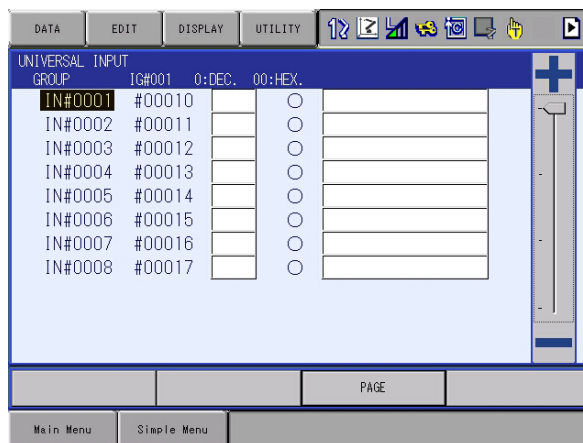 DATA EDIT DISPLAY UTILITY
UNIVERSAL INPUT
GROUP IG#001 0:DEC. 00:HEX.
IN#0001 #00010
IN#0002 #00011
IN#0003 #00012
IN#0004 #00013
IN#0005 #00014
IN#0006 #00015
IN#0007 #00016
IN#0008 #00017
PAGE
Main Menu Simple Menu